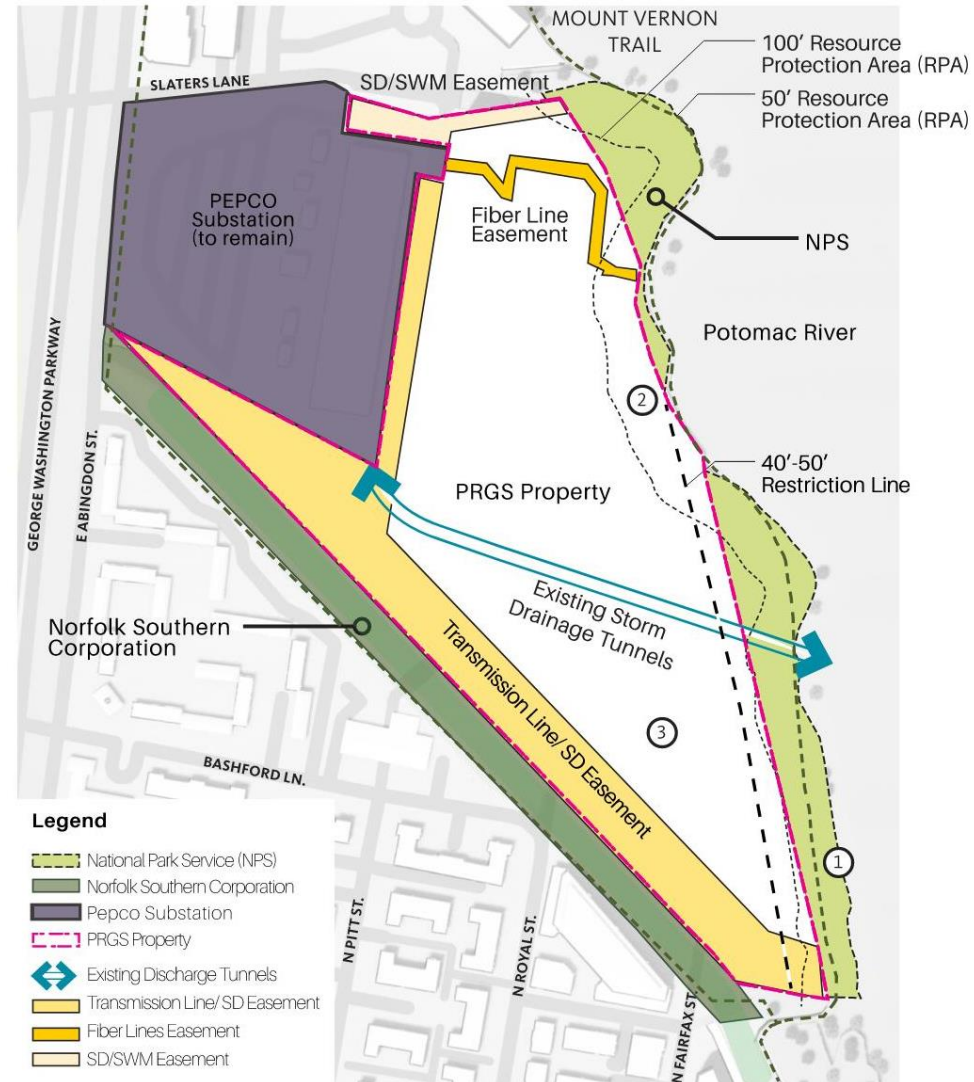 MOUNT VERNON
TRAIL
100' Resource
Protection Area (RPA)
SLATERS LANE
SD/SWM Easement
50' Resource
Protection Area (RPA)
PEPCO
Substation
(to remain)
Fiber Line
Easement
NPS
Potomac River
GEORGE WASHINGTON PARKWAY
E ABINGDON ST.
2
40'-50'
Restriction Line
PRGS Property
Existing Storm
Drainage Tunnels
Norfolk Southern
Corporation
Transmission Line/ SD Easement
3
BASHFORD LN.
1
N PITT ST.
N ROYAL ST.
N FAIRFAX ST.
Legend
National Park Service (NPS)
Norfolk Southern Corporation
Pepco Substation
PRGS Property
Existing Discharge Tunnels
Transmission Line/ SD Easement
Fiber Lines Easement
SD/SWM Easement